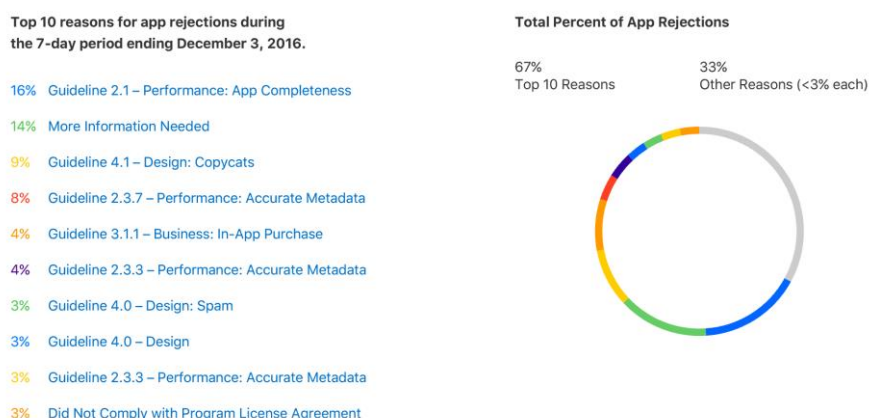 Top 10 reasons for app rejections during
the 7-day period ending December 3, 2016.
16% Guideline 2.1 – Performance: App Completeness
14% More Information Needed
9% Guideline 4.1 – Design: Copycats
8% Guideline 2.3.7 – Performance: Accurate Metadata
4% Guideline 3.1.1 – Business: In-App Purchase
4% Guideline 2.3.3 – Performance: Accurate Metadata
3% Guideline 4.0 – Design: Spam
3% Guideline 4.0 – Design
3% Guideline 2.3.3 – Performance: Accurate Metadata
3% Did Not Comply with Program License Agreement
Total Percent of App Rejections
67%
Top 10 Reasons
33%
Other Reasons (<3% each)